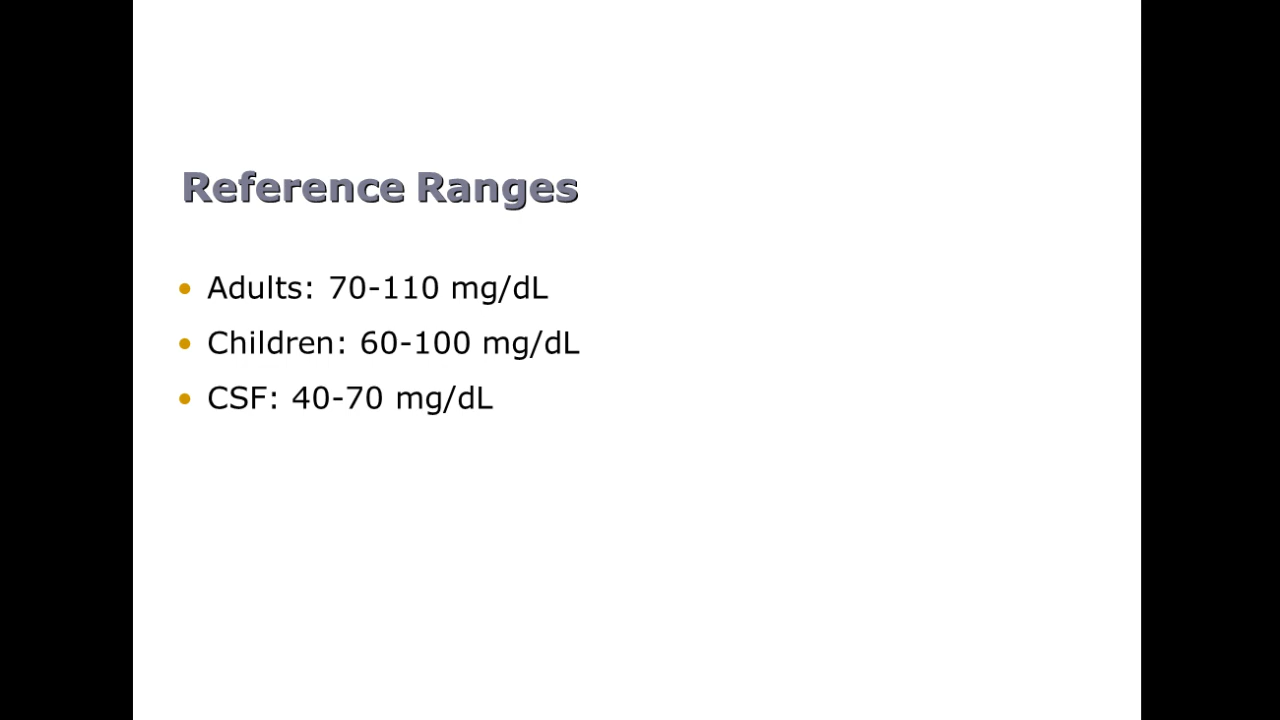 Reference Ranges
• Adults: 70-110 mg/dL
• Children: 60-100 mg/dL
• CSF: 40-70 mg/dL